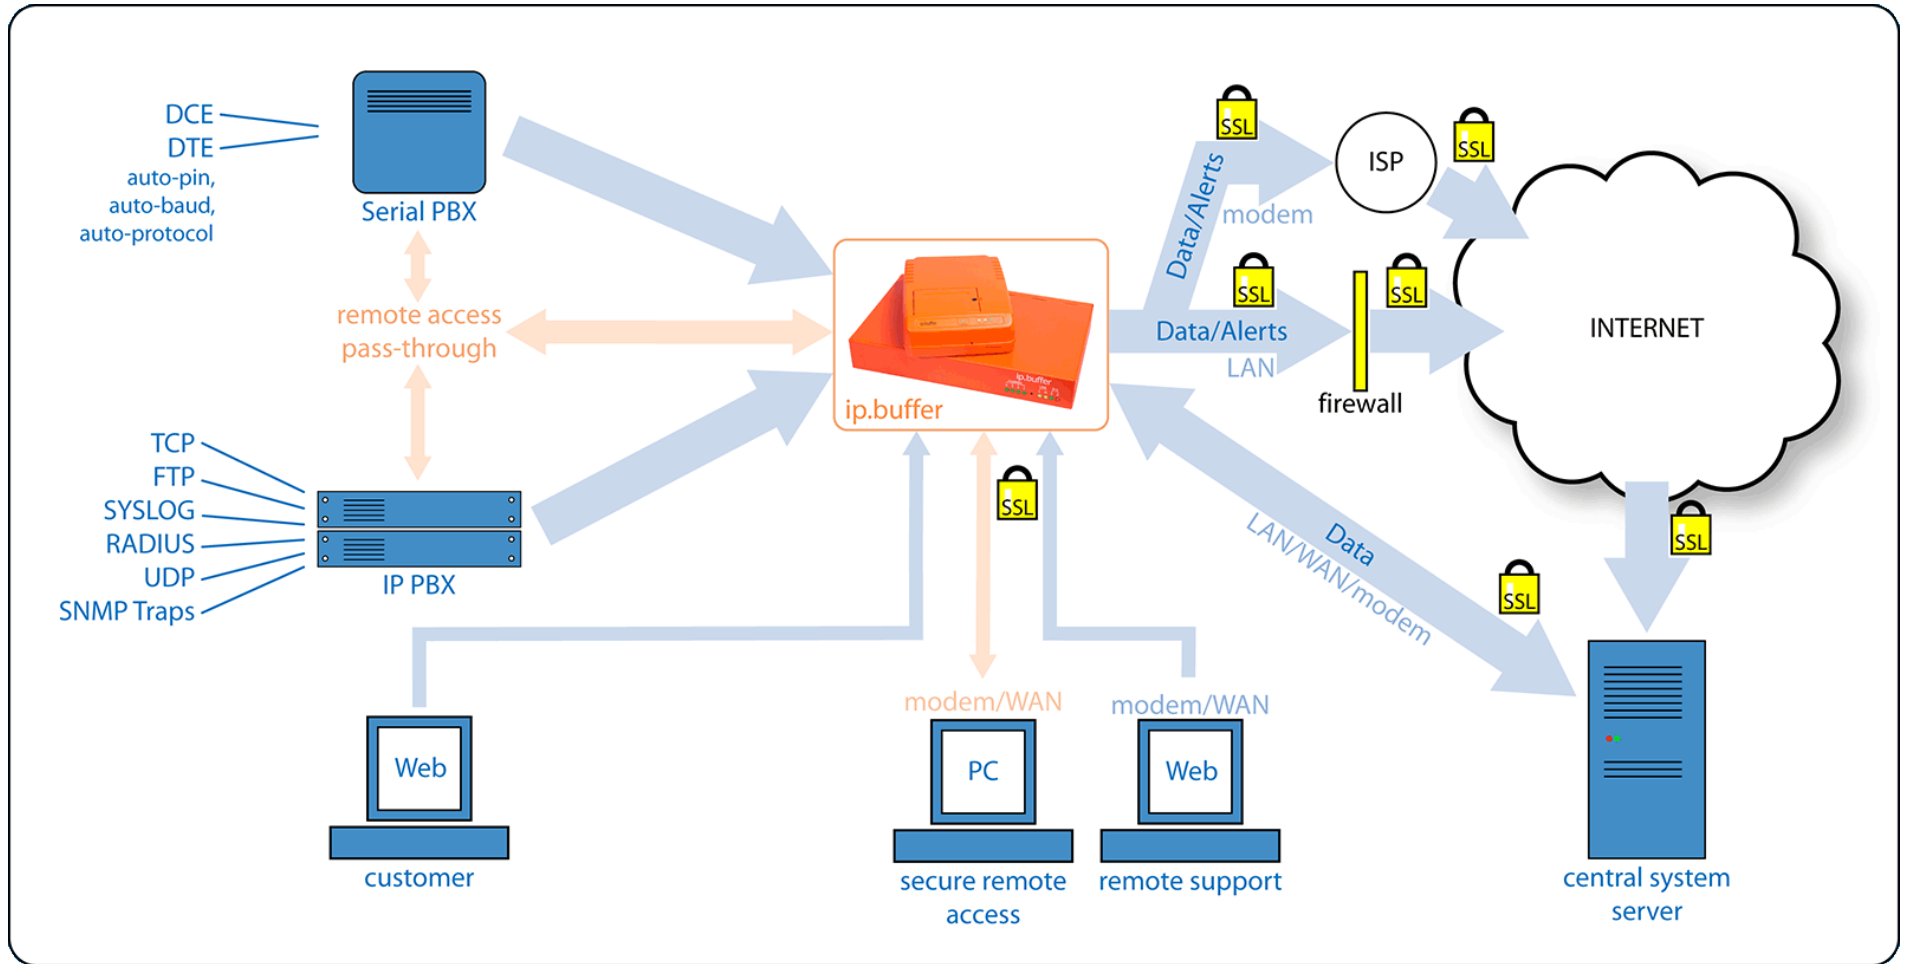 DCE
DTE
auto-pin,
auto-baud,
auto-protocol
Serial PBX
remote access
pass-through
TCP
FTP
SYSLOG
RADIUS
UDP
SNMP Traps
IP PBX
ip.buffer
ip.buffer
SSL
Data/Alerts
modem
ISP
SSL
SSL
Data/Alerts
LAN
firewall
SSL
INTERNET
SSL
Data
LAN/WAN/modem
SSL
SSL
modem/WAN
modem/WAN
Web
customer
PC
secure remote
access
Web
remote support
central system
server